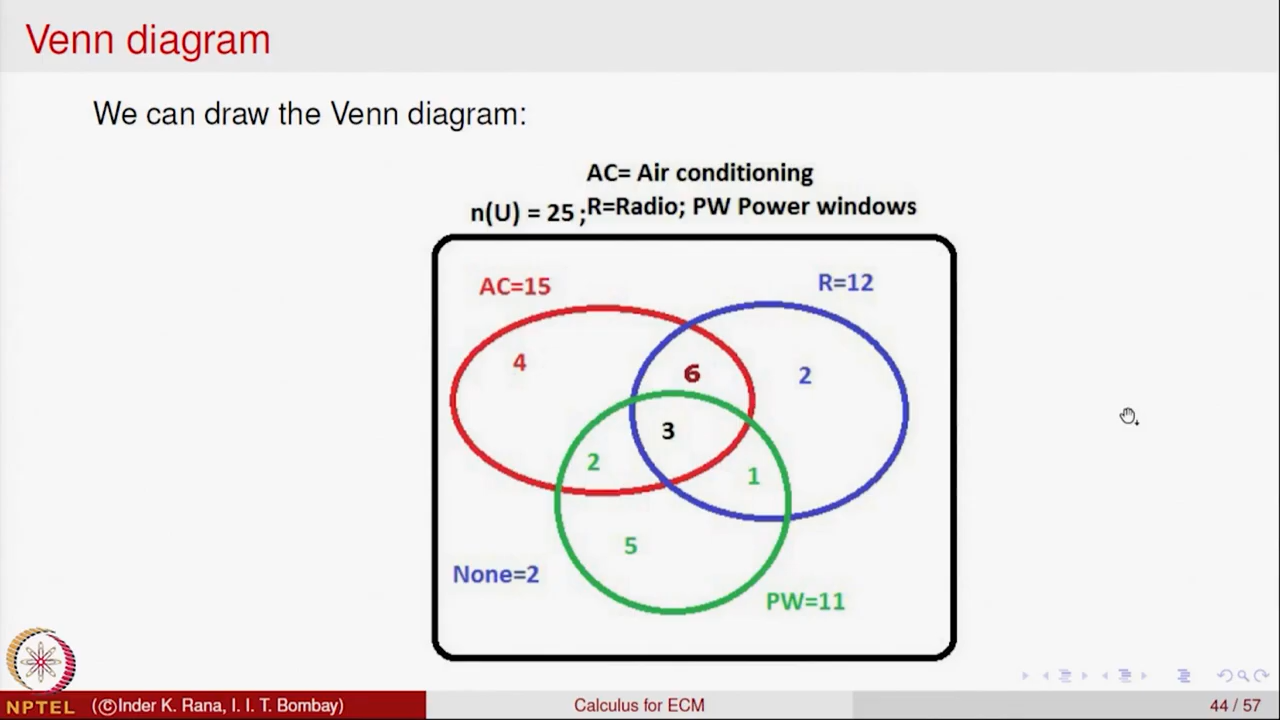 Venn diagram
We can draw the Venn diagram:
AC= Air conditioning
n(U) = 25 ;R=Radio; PW Power windows
AC=15
R=12
4
6
2
3
2
1
5
None=2
PW=11
NPTEL
(©Inder K. Rana, I. I. T. Bombay)
Calculus for ECM
44 / 57